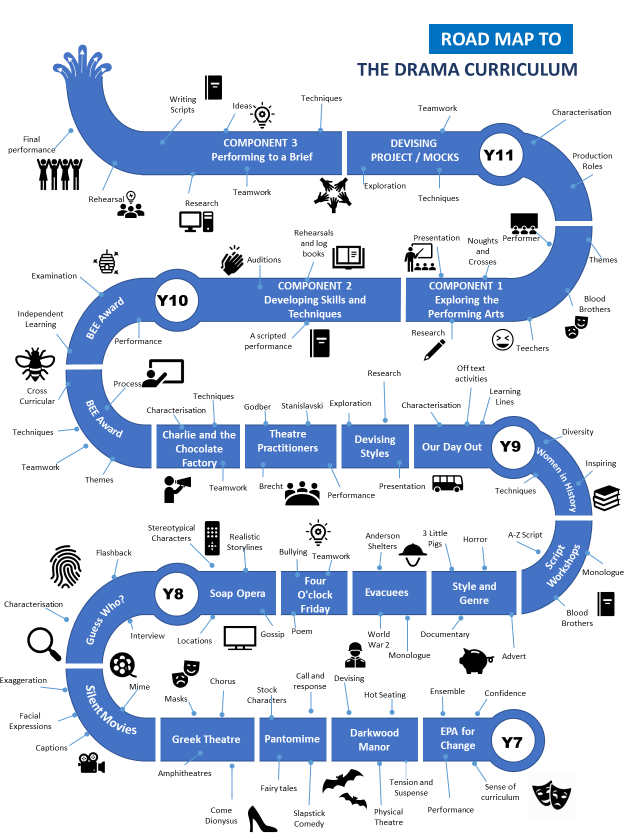 ROAD MAP TO
THE DRAMA CURRICULUM
Writing
Scripts
Ideas
Techniques
Teamwork
Characterisation
Final
performance
COMPONENT 3
Performing to a Brief
DEVISING
PROJECT / MOCKS
Y11
Production
Roles
Rehearsal
Research
Teamwork
Exploration
Techniques
Rehearsals
and log
books
Auditions
Presentation
Noughts
and
Crosses
Performer
Themes
Examination
Independent
Learning
BEE Award
Y10
COMPONENT 2
Developing Skills and
Techniques
COMPONENT 1
Exploring the
Performing Arts
Blood
Brothers
Performance
A scripted
performance
Research
Teechers
Cross
Curricular
Process
BEE Award
Techniques
Characterisation
Godber
Stanislavski
Exploration
Research
Off text
activities
Characterisation
Learning
Lines
Techniques
Teamwork
Themes
Charlie and the
Chocolate
Factory
Theatre
Practitioners
Devising
Styles
Our Day Out
Y9
Women in History
Diversity
Inspiring
Techniques
Teamwork
Brecht
Performance
Presentation
Stereotypical
Characters
Realistic
Storylines
Bullying
Teamwork
Anderson
Shelters
3 Little
Pigs
Horror
A-Z Script
Script
Workshops
Monologue
Blood
Brothers
Flashback
Characterisation
Guess Who?
Y8
Soap Opera
Four
O'clock
Friday
Evacuees
Style and
Genre
Interview
Locations
Gossip
Poem
World
War 2
Monologue
Documentary
Advert
Exaggeration
Facial
Expressions
Captions
Silent Movies
Mime
Masks
Chorus
Stock
Characters
Call and
response
Devising
Hot Seating
Ensemble
Confidence
Greek Theatre
Pantomime
Darkwood
Manor
EPA for
Change
Y7
Amphitheatres
Come
Dionysus
Fairy tales
Slapstick
Comedy
Physical
Theatre
Tension and
Suspense
Performance
Sense of
curriculum